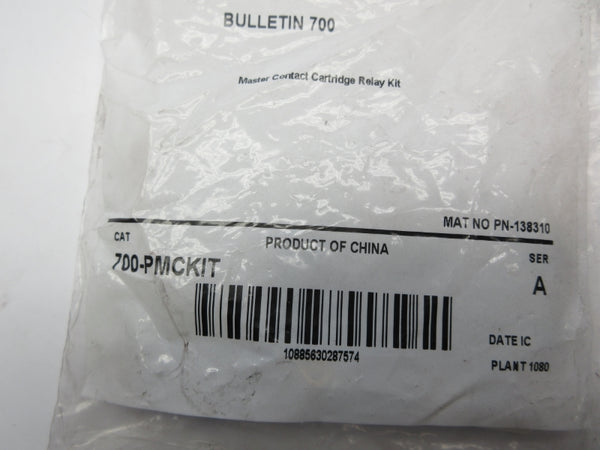 BULLETIN 700
Master Contact Cartridge Relay Kit
MAT NO PN-138310
CAT
PRODUCT OF CHINA
SER
700-PMCKIT
A
10885630287574
DATE IC
PLANT 1080